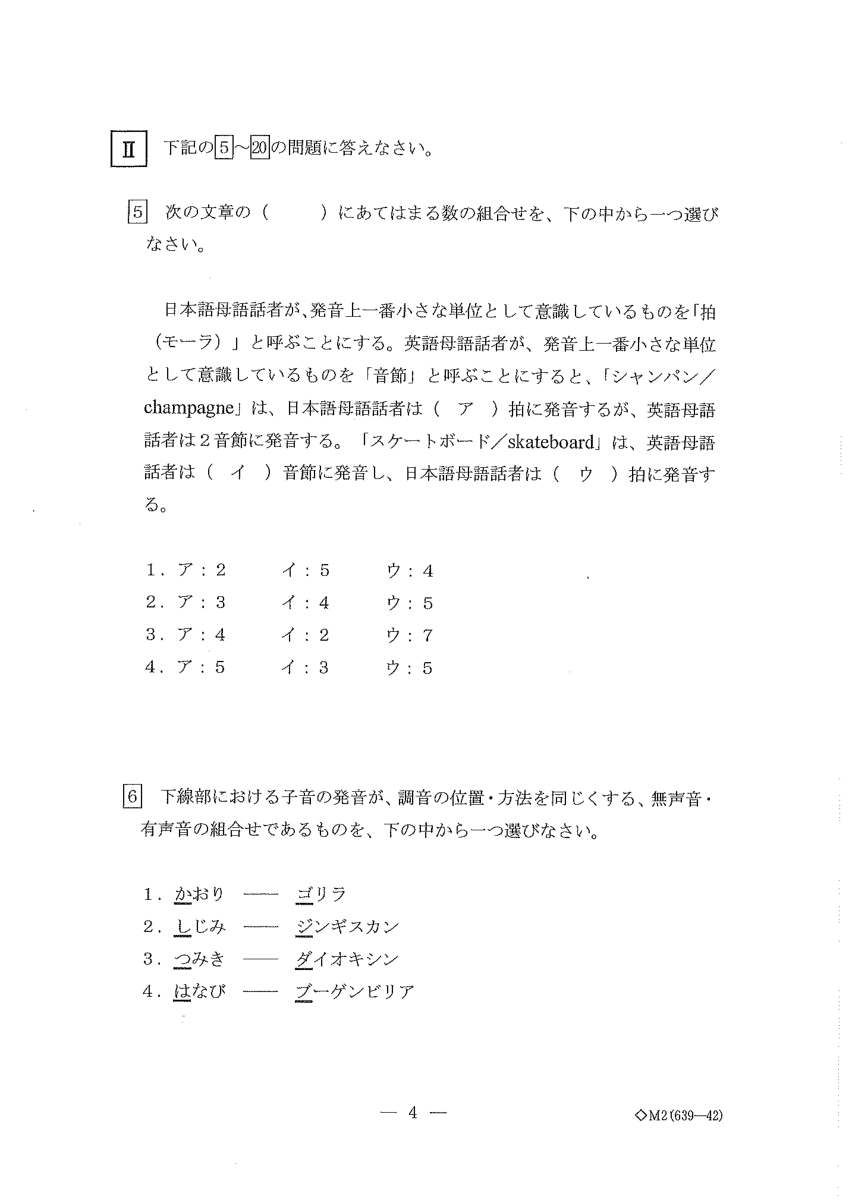 Ⅱ 下記の5～20の問題に答えなさい。
5 次の文章の（　　　）にあてはまる数の組合せを、下の中から一つ選び
なさい。
日本語母語話者が、発音上一番小さな単位として意識しているものを「拍
（モーラ）」と呼ぶことにする。英語母語話者が、発音上一番小さな単位
として意識しているものを「音節」と呼ぶことにすると、「シャンパン／
champagne」は、日本語母語話者は（　ア　）拍に発音するが、英語母語
話者は２音節に発音する。「スケートボード／skateboard」は、英語母語
話者は（　イ　）音節に発音し、日本語母語話者は（　ウ　）拍に発音す
る。
１．ア：２　　イ：５　　ウ：４
２．ア：３　　イ：４　　ウ：５
３．ア：４　　イ：２　　ウ：７
４．ア：５　　イ：３　　ウ：５
6 下線部における子音の発音が、調音の位置・方法を同じくする、無声音・
有声音の組合せであるものを、下の中から一つ選びなさい。
１．かおり ―― ゴリラ
２．しじみ ―― ジンギスカン
３．つみき ―― ダイオキシン
４．はなび ―― ブーゲンビリア
― 4 ―　　◇M2(639―42)